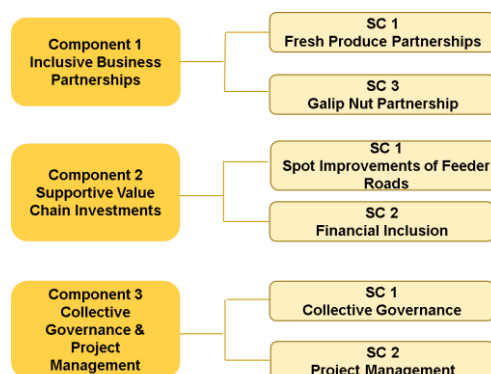 Component 1
Inclusive Business
Partnerships
SC 1
Fresh Produce Partnerships
SC 3
Galip Nut Partnership
Component 2
Supportive Value
Chain Investments
SC 1
Spot Improvements of Feeder
Roads
SC 2
Financial Inclusion
Component 3
Collective
Governance &
Project
Management
SC 1
Collective Governance
SC 2
Project Management